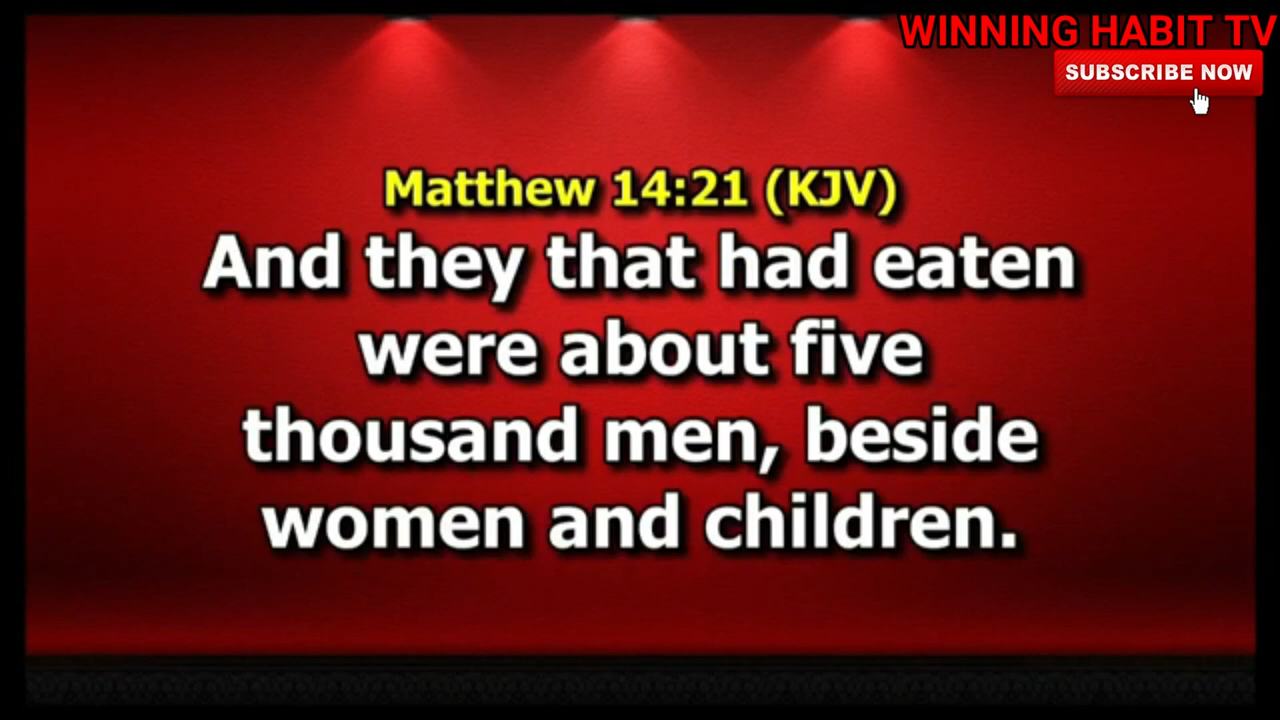 WINNING HABIT TV
SUBSCRIBE NOW
Matthew 14:21 (KJV)
And they that had eaten
were about five
thousand men, beside
women and children.